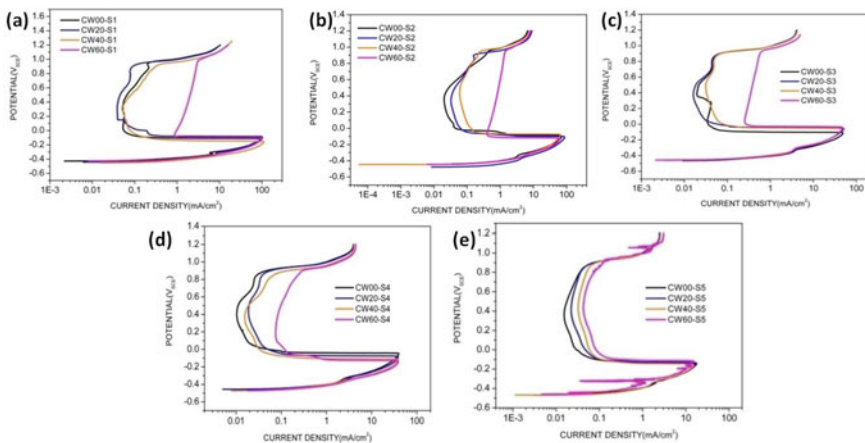 (a)
CW00-S1
CW20-S1
CW40-S1
CW60-S1
POTENTIAL(V_SCE)
1.4
1.2
1.0
0.8
0.6
0.4
0.2
0.0
-0.2
-0.4
-0.6
1E-3 0.01 0.1 1 10 100
CURRENT DENSITY(mA/cm²)
(b)
CW00-S2
CW20-S2
CW40-S2
CW60-S2
POTENTIAL(V_SCE)
1.4
1.2
1.0
0.8
0.6
0.4
0.2
0.0
-0.2
-0.4
-0.6
1E-4 1E-3 0.01 0.1 1 10 100
CURRENT DENSITY(mA/cm²)
(c)
CW00-S3
CW20-S3
CW40-S3
CW60-S3
POTENTIAL(V_SCE)
1.4
1.2
1.0
0.8
0.6
0.4
0.2
0.0
-0.2
-0.4
-0.6
1E-3 0.01 0.1 1 10 100
CURRENT DENSITY(mA/cm²)
(d)
CW00-S4
CW20-S4
CW40-S4
CW60-S4
POTENTIAL(V_SCE)
1.4
1.2
1.0
0.8
0.6
0.4
0.2
0.0
-0.2
-0.4
-0.6
0.01 0.1 1 10 100
CURRENT DENSITY(mA/cm²)
(e)
CW00-S5
CW20-S5
CW40-S5
CW60-S5
POTENTIAL(V_SCE)
1.4
1.2
1.0
0.8
0.6
0.4
0.2
0.0
-0.2
-0.4
-0.6
1E-3 0.01 0.1 1 10 100
CURRENT DENSITY(mA/cm²)